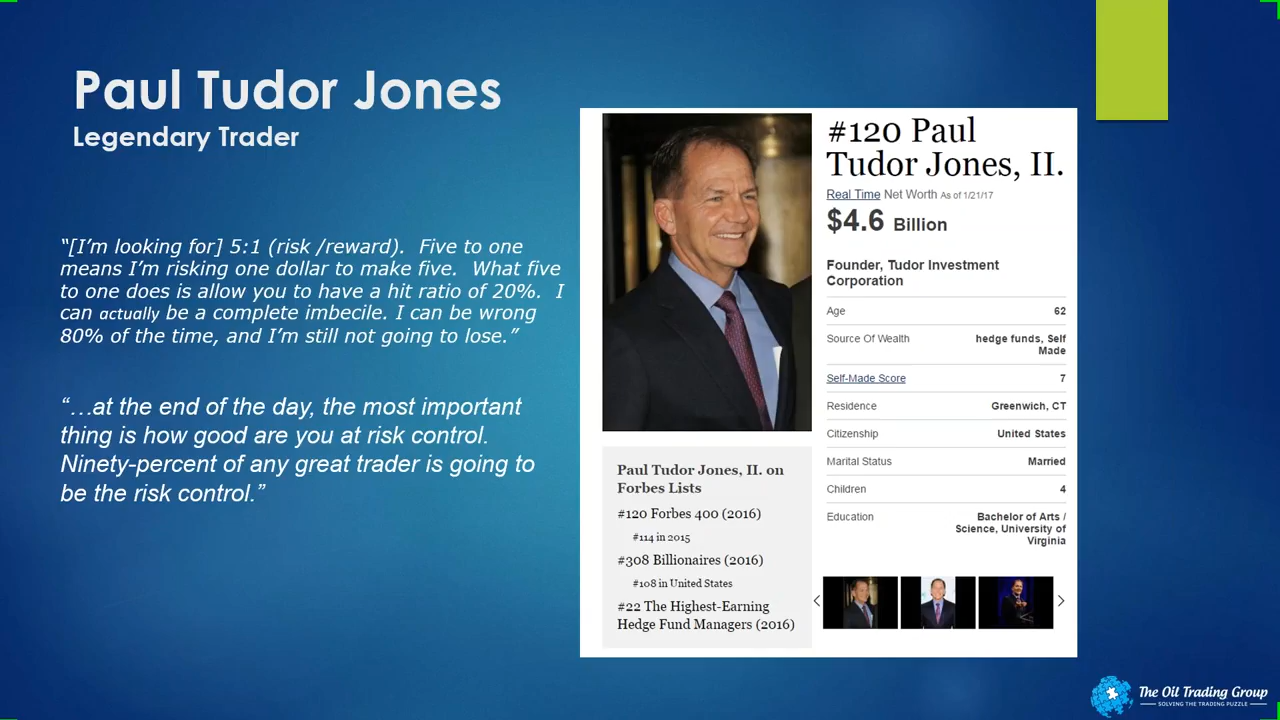 Paul Tudor Jones
Legendary Trader
“[I’m looking for] 5:1 (risk /reward). Five to one
means I’m risking one dollar to make five. What five
to one does is allow you to have a hit ratio of 20%. I
can actually be a complete imbecile. I can be wrong
80% of the time, and I’m still not going to lose.”
“…at the end of the day, the most important
thing is how good are you at risk control.
Ninety-percent of any great trader is going to
be the risk control.”
#120 Paul
Tudor Jones, II.
Real Time Net Worth As of 1/21/17
$4.6 Billion
Founder, Tudor Investment
Corporation
Age 62
Source Of Wealth hedge funds, Self
Made
Self-Made Score 7
Residence Greenwich, CT
Citizenship United States
Marital Status Married
Children 4
Education Bachelor of Arts /
Science, University of
Virginia
Paul Tudor Jones, II. on
Forbes Lists
#120 Forbes 400 (2016)
#114 in 2015
#308 Billionaires (2016)
#108 in United States
#22 The Highest-Earning
Hedge Fund Managers (2016)
The Oil Trading Group
SOLVING THE TRADING PUZZLE